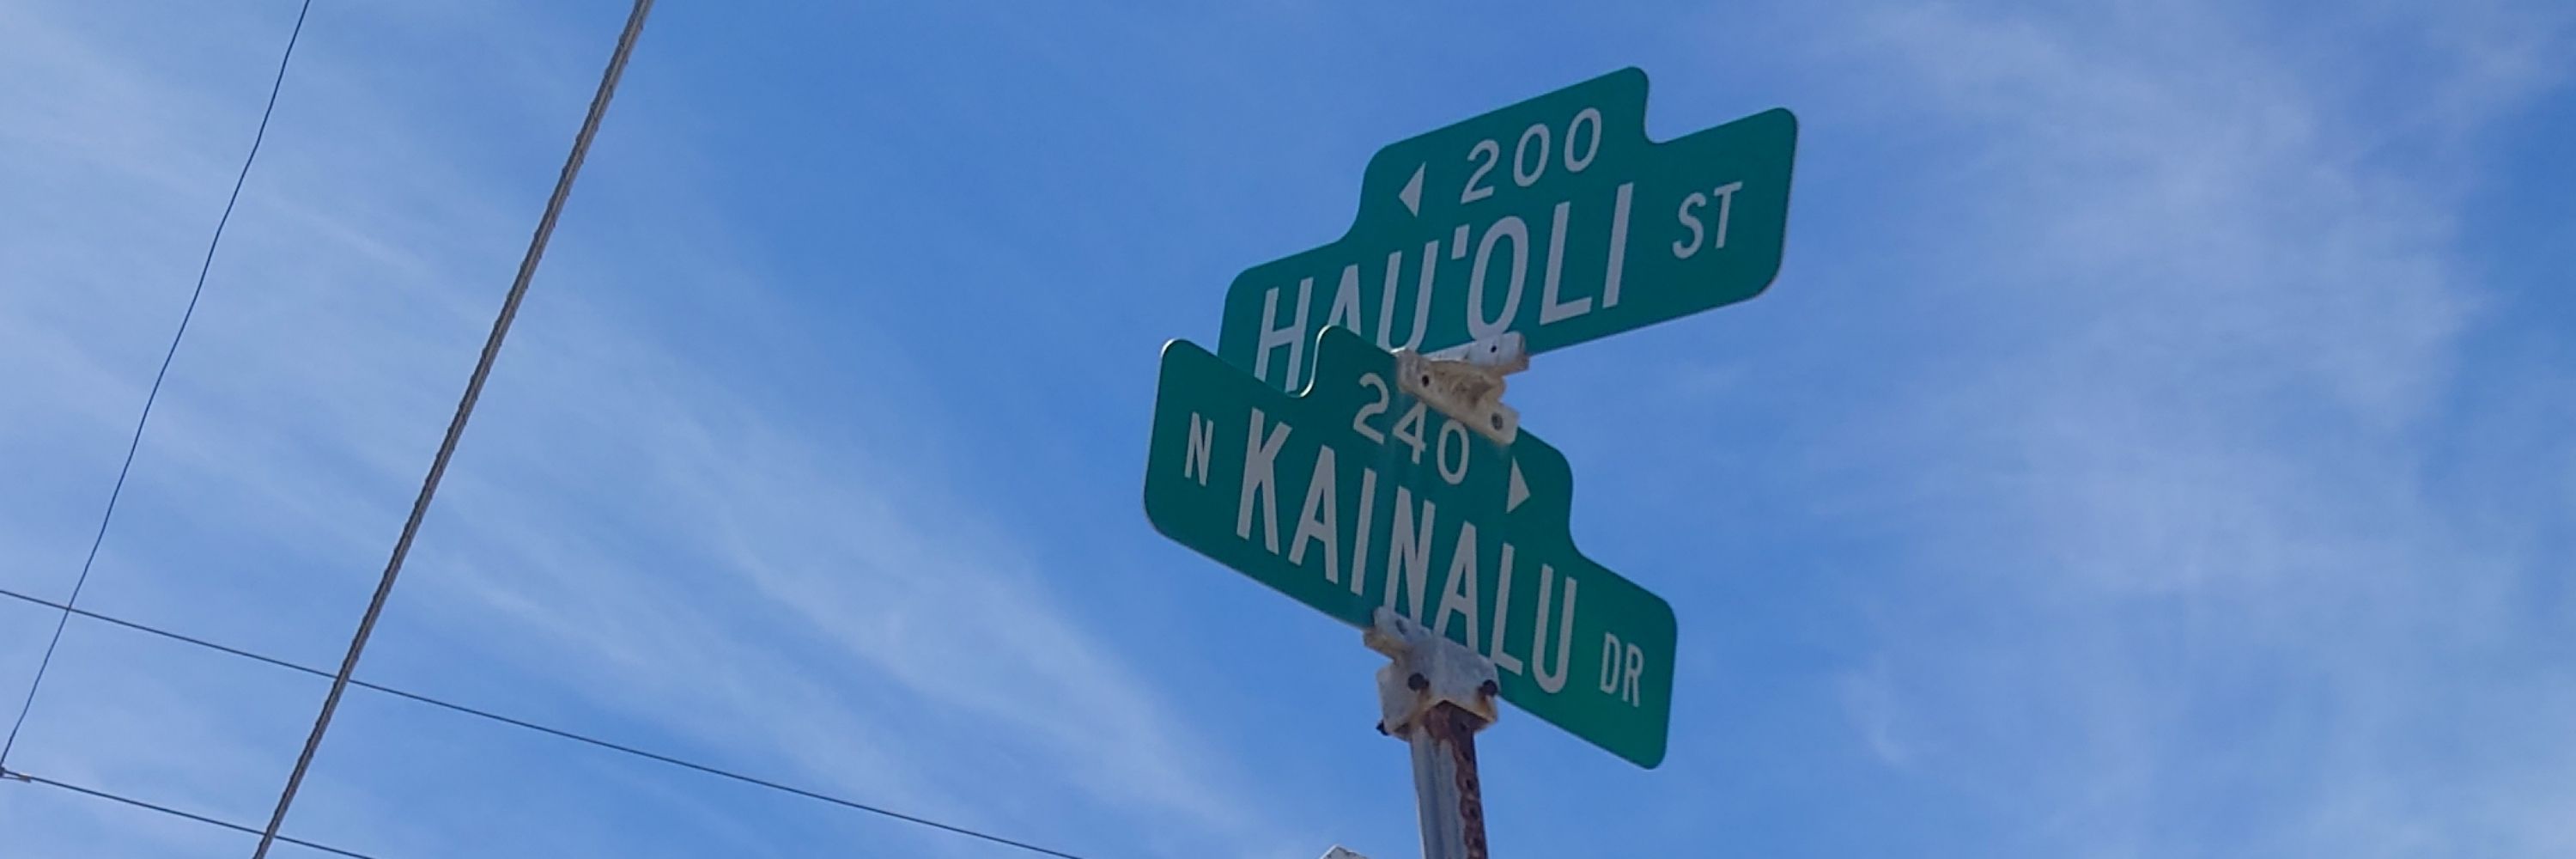 ◀ 200
HAU'OLI ST
240 ▶
N KAINALU DR